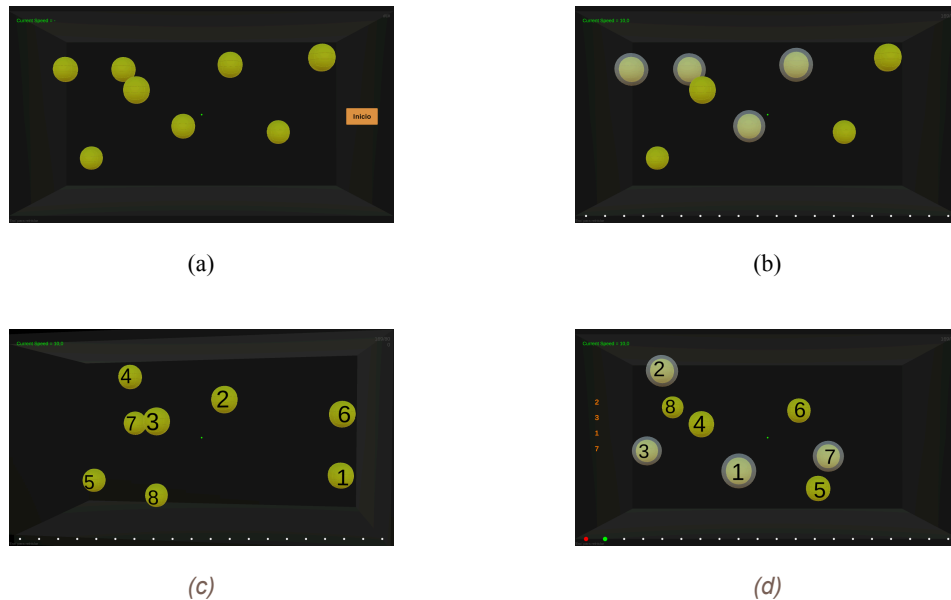 Current Speed = -
Inicio
(a)
Current Speed = 10.0
(b)
Current Speed = 10.0
4
2
6
7 3
5
8
1
(c)
Current Speed = 10.0
2
2
3
1
7
8
6
4
3
1
7
5
(d)